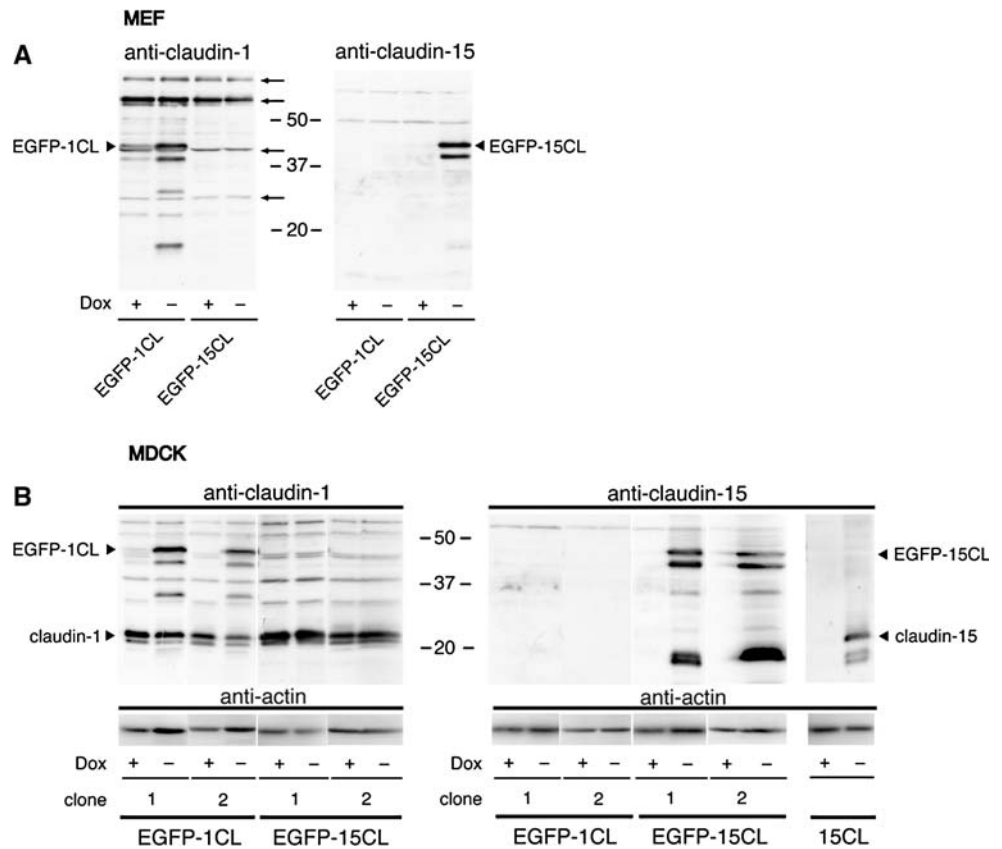 MEF
A
anti-claudin-1
anti-claudin-15
EGFP-1CL
50
37
20
EGFP-15CL
Dox + − + −
+ − + −
EGFP-1CL
EGFP-15CL
EGFP-1CL
EGFP-15CL
MDCK
B
anti-claudin-1
anti-claudin-15
EGFP-1CL
claudin-1
50
37
20
EGFP-15CL
claudin-15
anti-actin
anti-actin
Dox + − + − + − + −
Dox + − + − + − + − + −
clone 1 2 1 2
clone 1 2 1 2
EGFP-1CL EGFP-15CL
EGFP-1CL EGFP-15CL 15CL